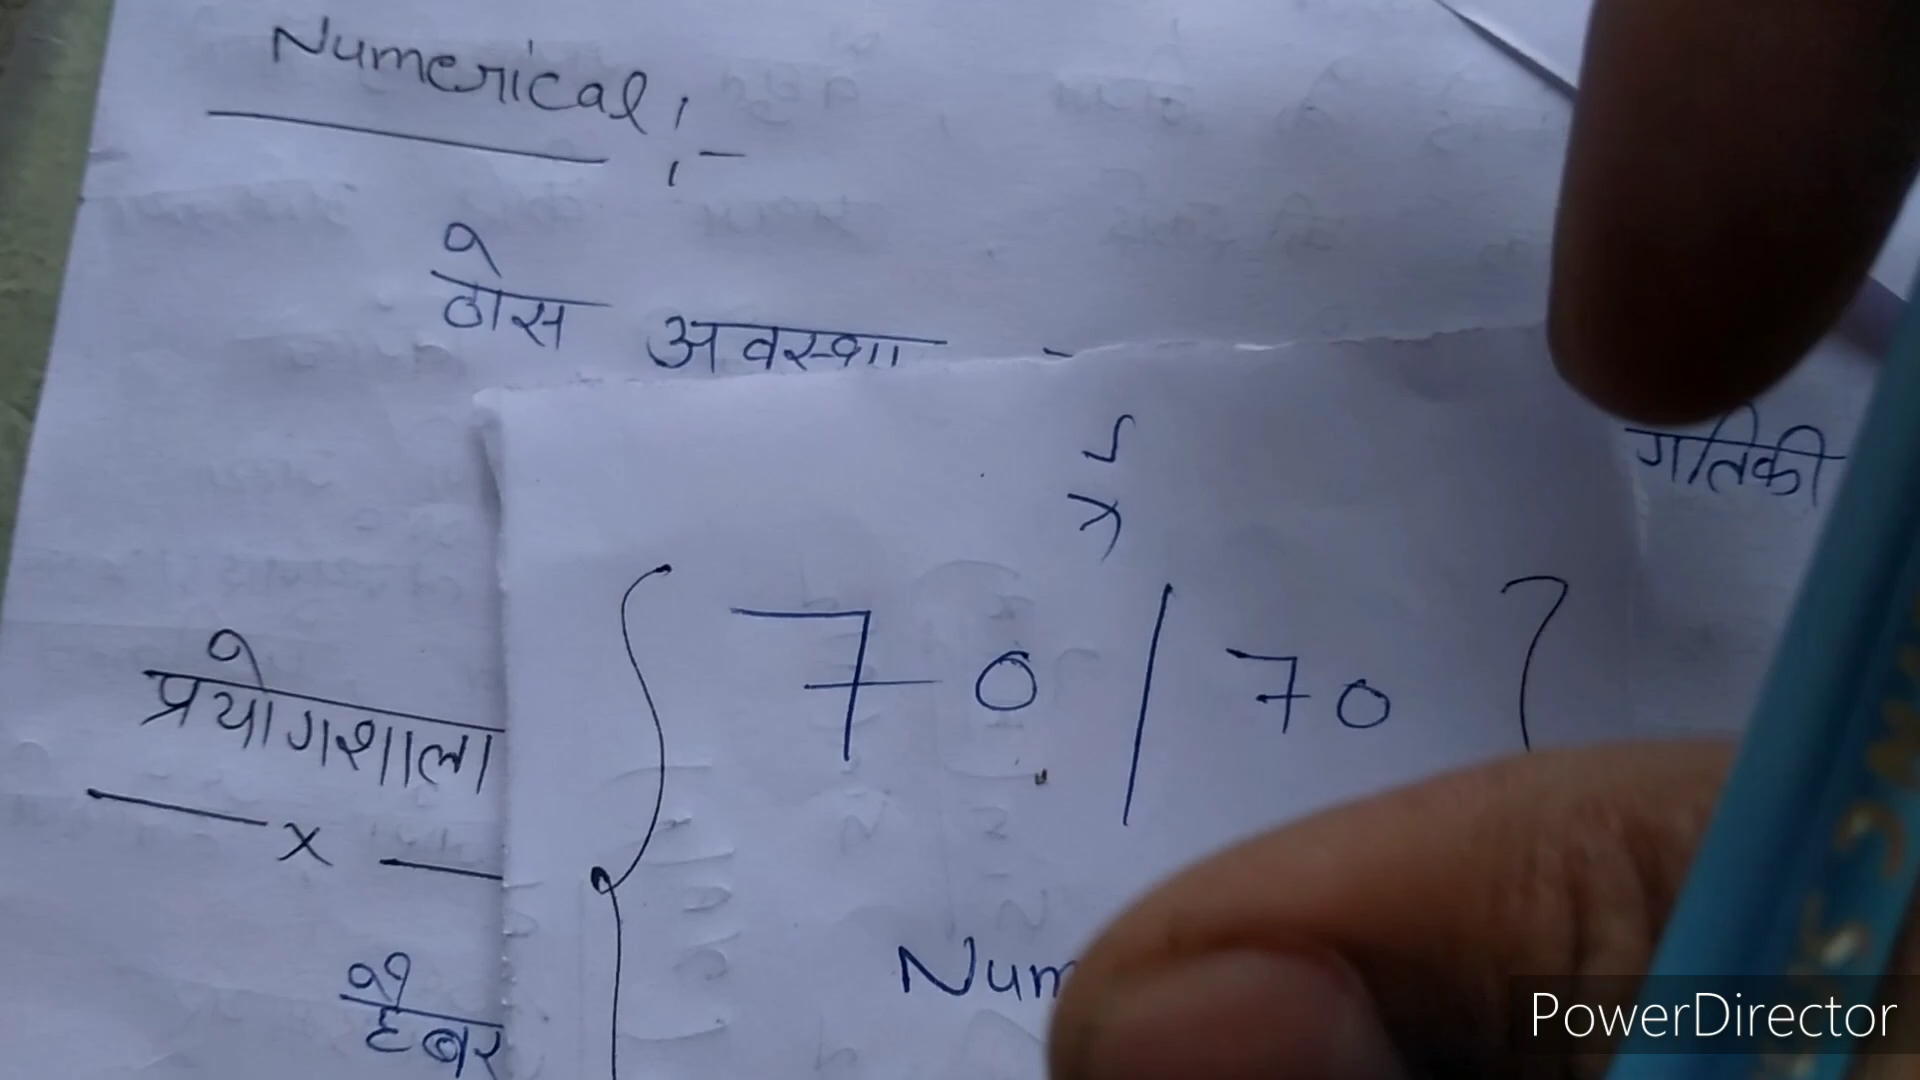 Numerical :-
ठोस अवस्था -
गतिकी
70/70
प्रयोगशाला
— x —
Num
PowerDirector